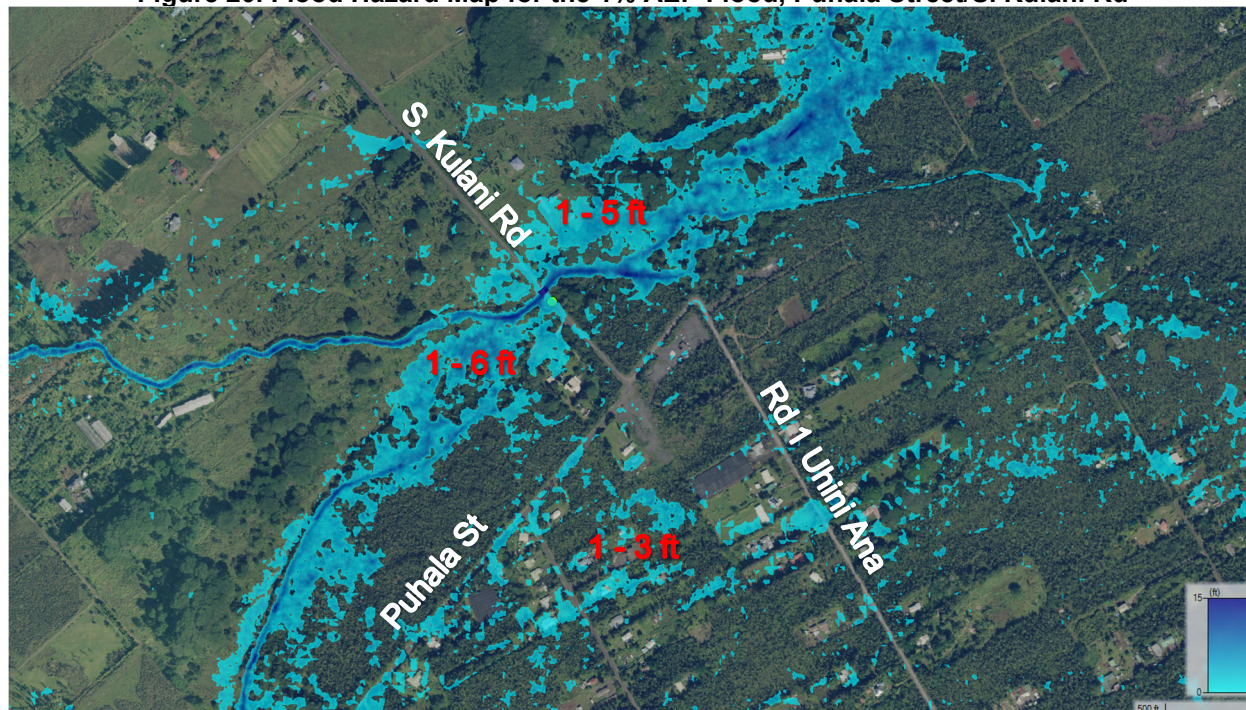 S. Kulani Rd
1 - 5 ft
1 - 6 ft
Rd 1 Uhini Ana
Puhala St
1 - 3 ft
(ft)
15
0
500 ft